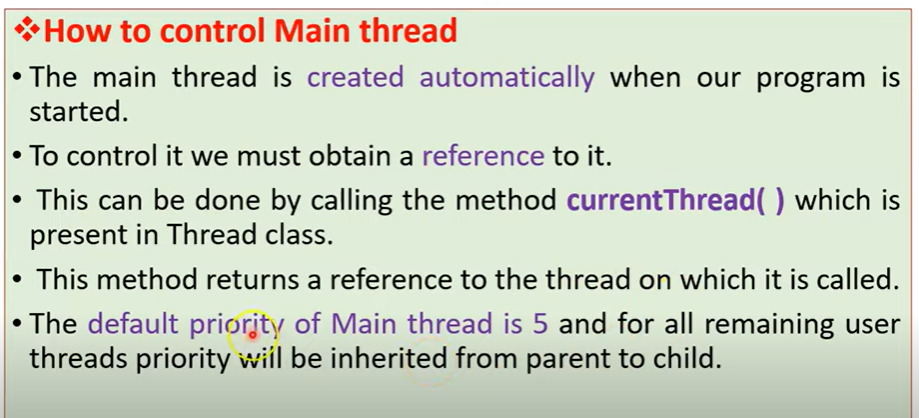 ❖How to control Main thread
• The main thread is created automatically when our program is
started.
• To control it we must obtain a reference to it.
• This can be done by calling the method currentThread( ) which is
present in Thread class.
• This method returns a reference to the thread on which it is called.
• The default priority of Main thread is 5 and for all remaining user
threads priority will be inherited from parent to child.